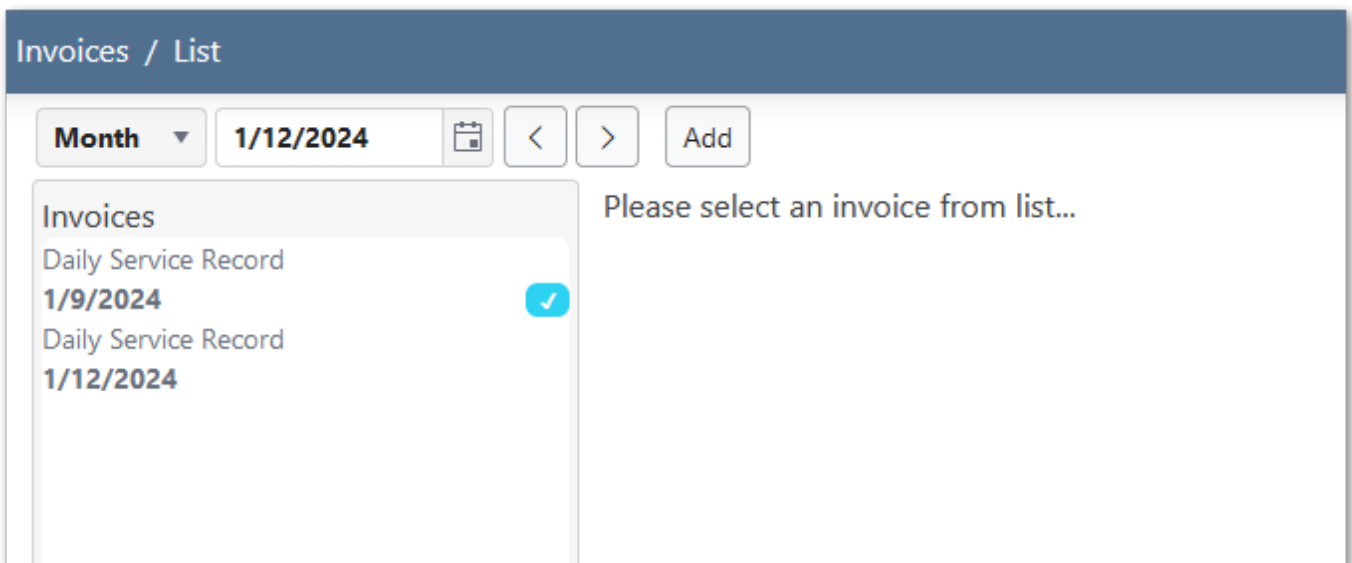 Invoices / List
Month 1/12/2024 < > Add
Invoices
Please select an invoice from list...
Daily Service Record
1/9/2024
Daily Service Record
1/12/2024